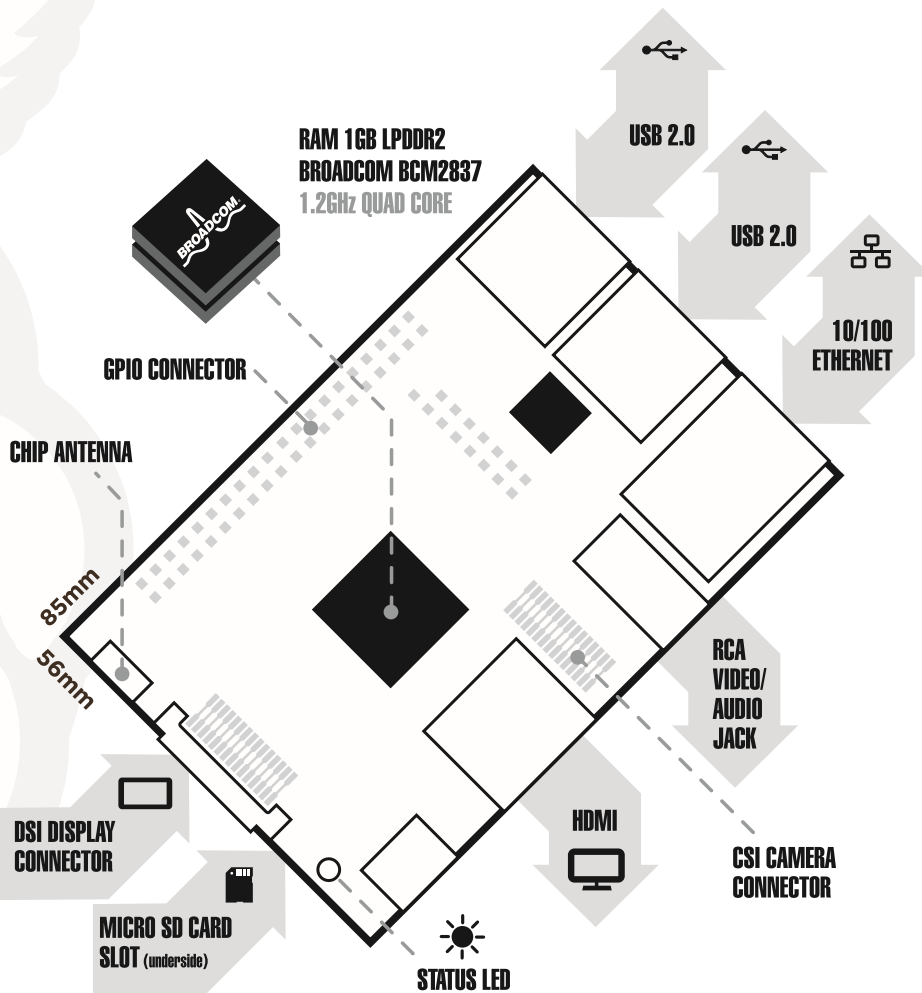 USB 2.0
RAM 1GB LPDDR2
BROADCOM BCM2837
1.2GHz QUAD CORE
BROADCOM.
USB 2.0
10/100
ETHERNET
GPIO CONNECTOR
CHIP ANTENNA
85mm
56mm
RCA
VIDEO/
AUDIO
JACK
DSI DISPLAY
CONNECTOR
HDMI
CSI CAMERA
CONNECTOR
MICRO SD CARD
SLOT (underside)
STATUS LED